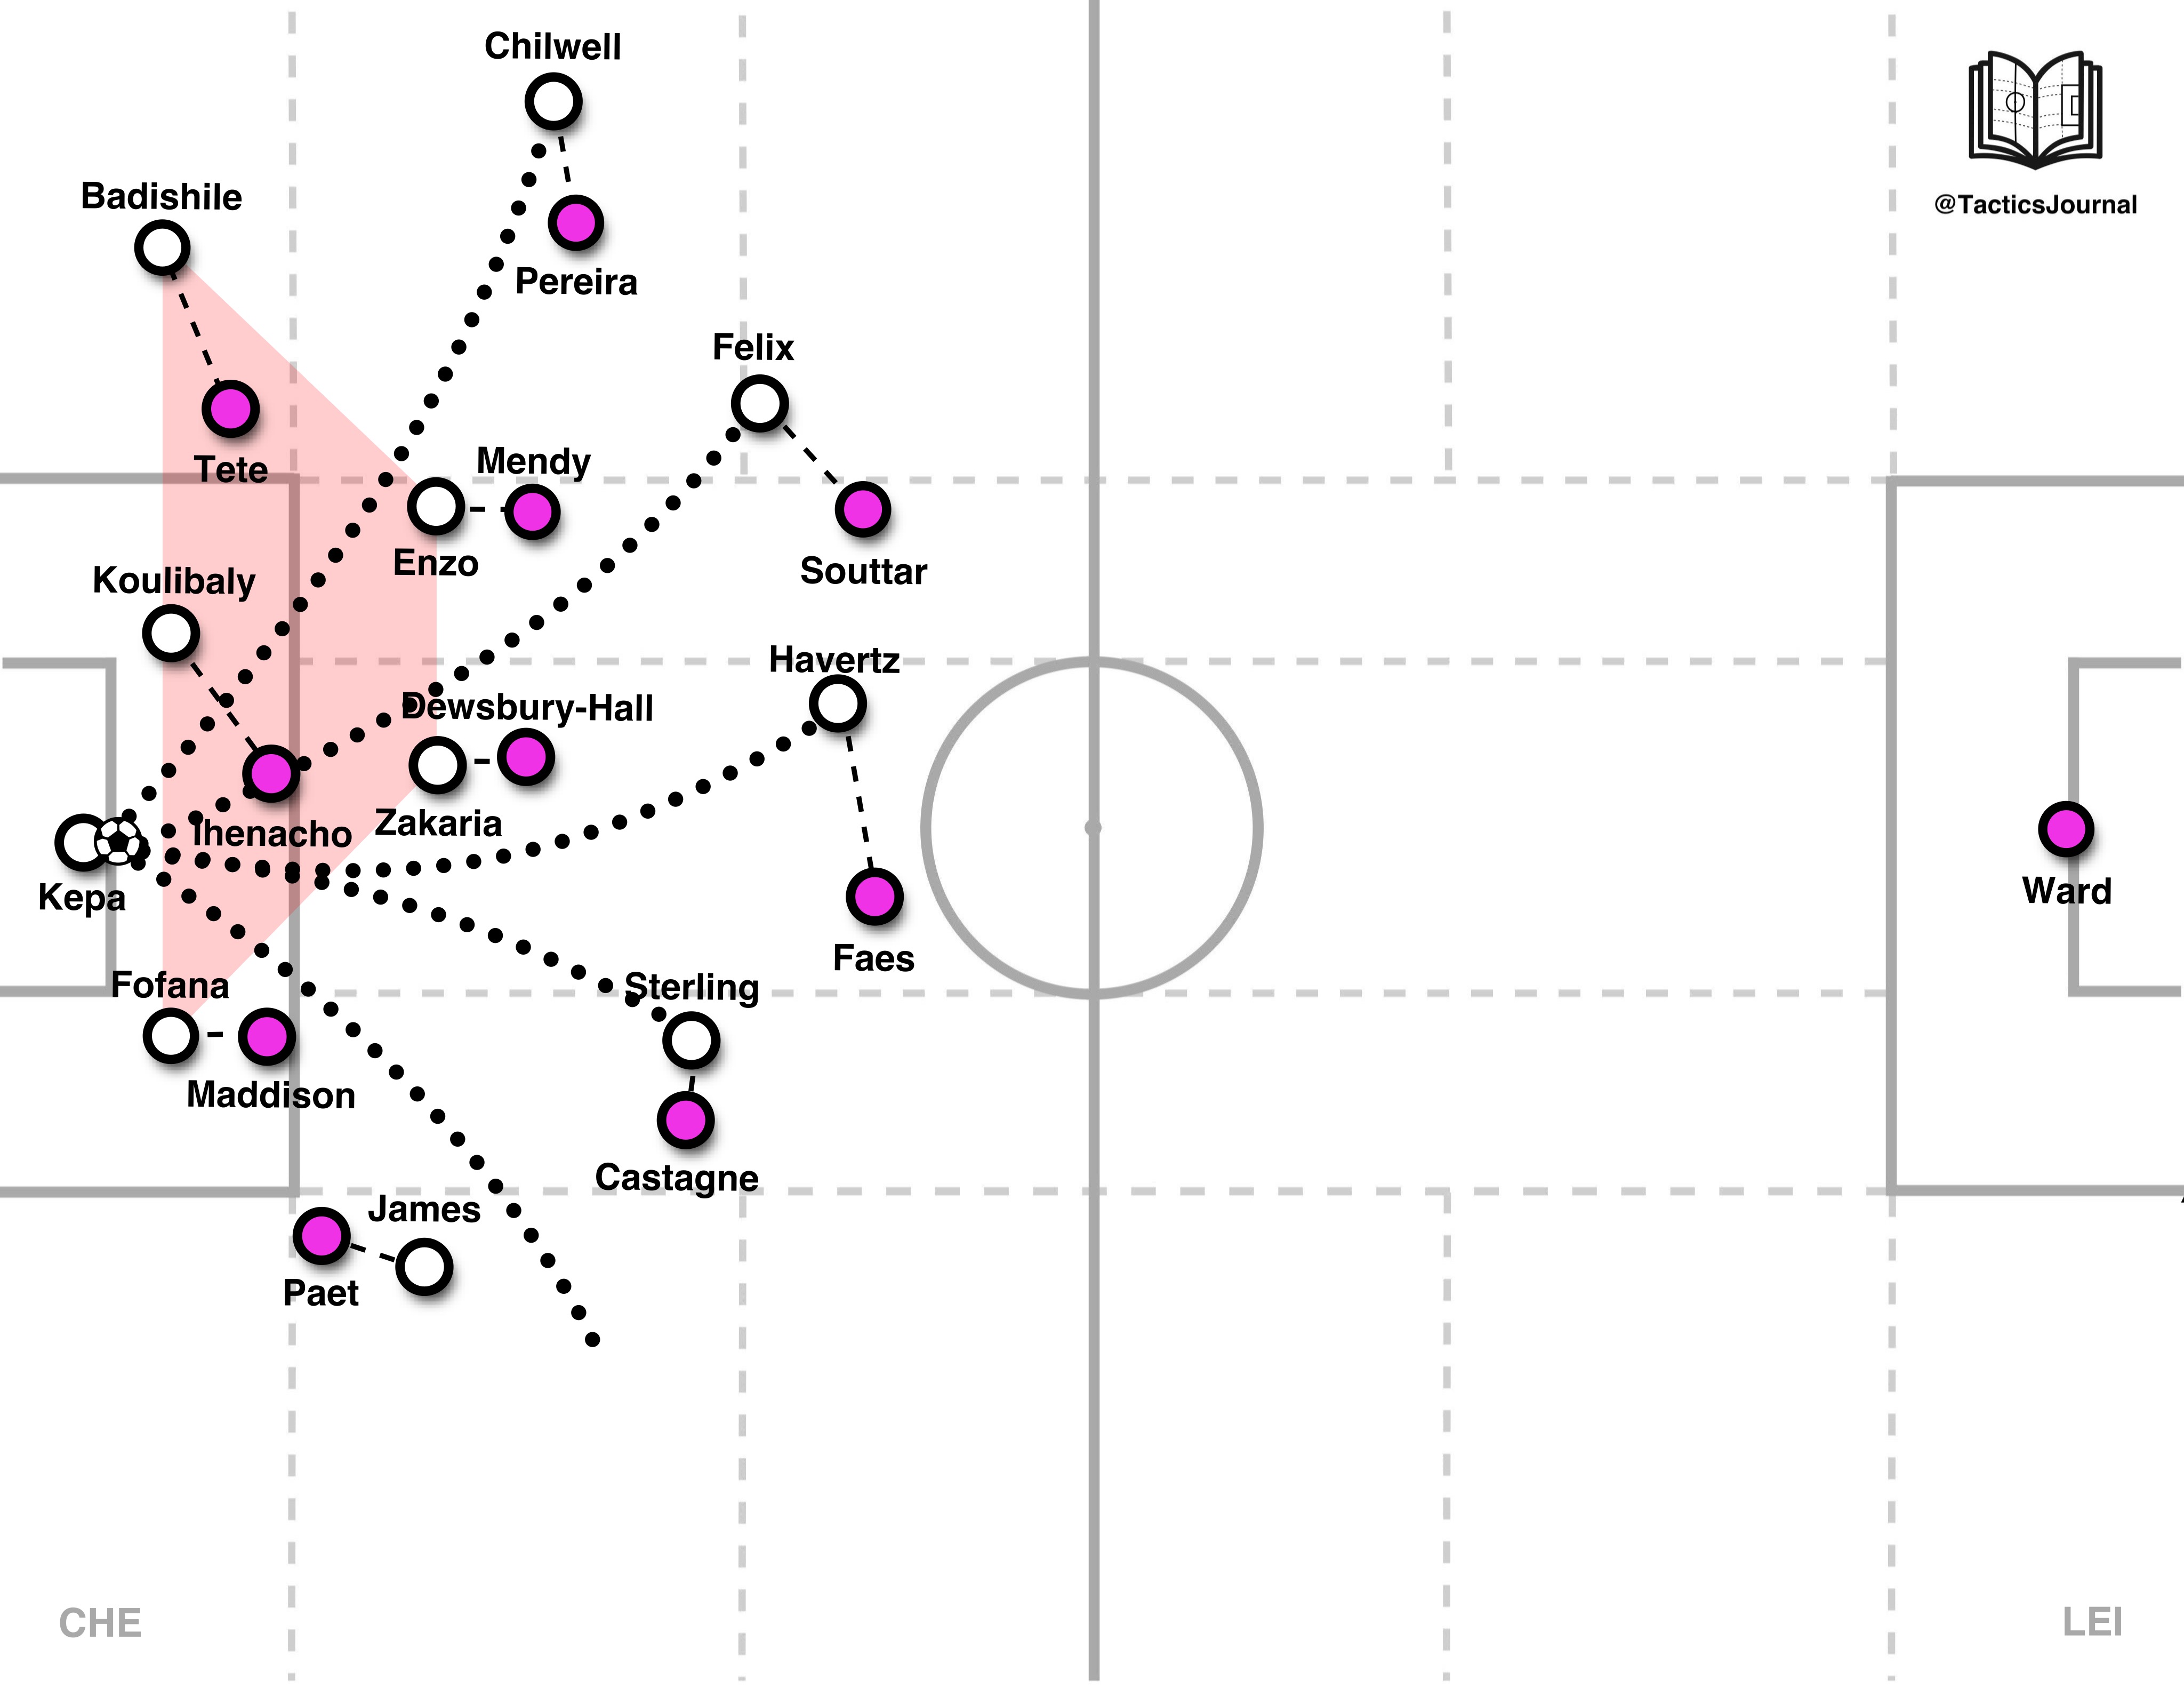 Chilwell
Badishile
@TacticsJournal
Pereira
Felix
Tete
Mendy
Enzo
Souttar
Koulibaly
Havertz
Dewsbury-Hall
Ihenacho
Zakaria
Kepa
Ward
Faes
Fofana
Sterling
Maddison
Castagne
James
Paet
CHE
LEI